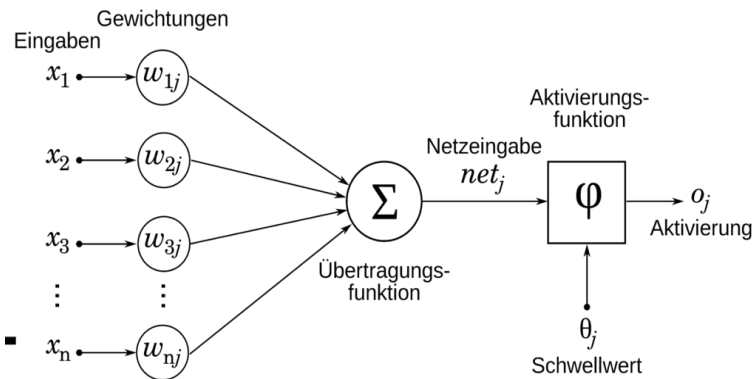 Gewichtungen
Eingaben
x1 w1j
x2 w2j
x3 w3j
⋮ ⋮
xn wnj
Σ
Übertragungs-
funktion
Netzeingabe
netj
Aktivierungs-
funktion
φ
oj
Aktivierung
θj
Schwellwert